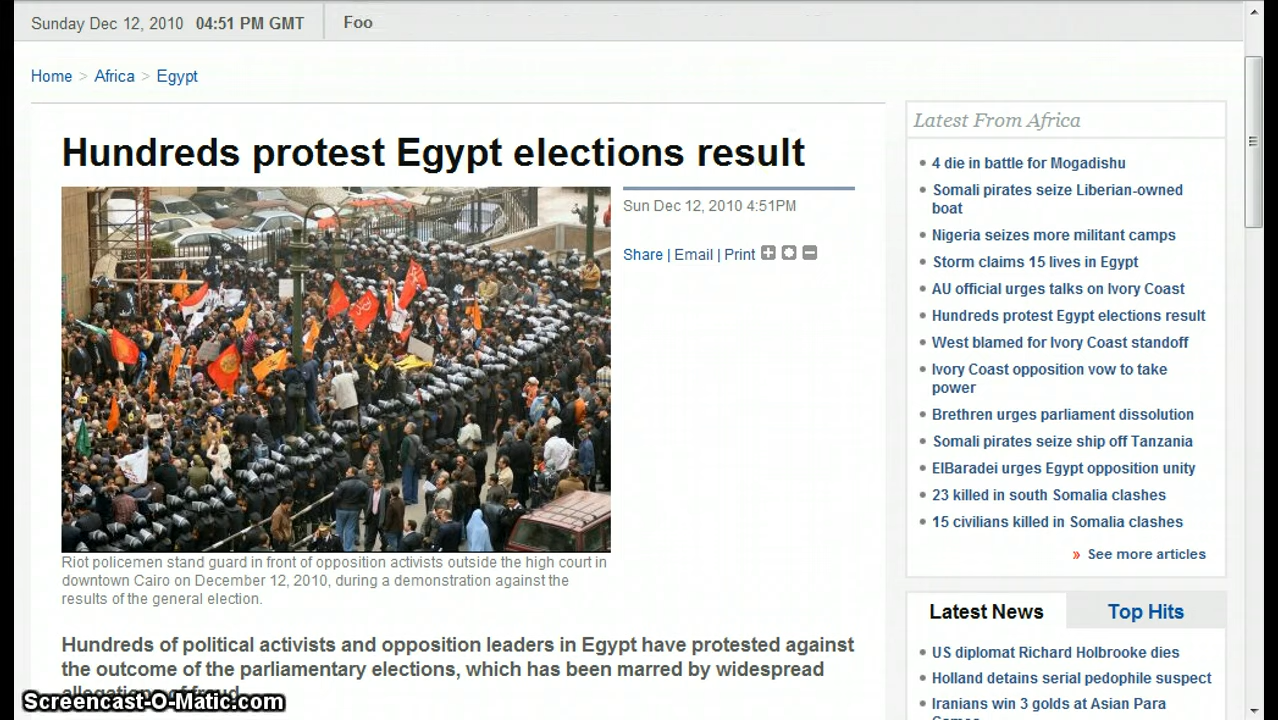 Sunday Dec 12, 2010 04:51 PM GMT
Foo
Home > Africa > Egypt
Hundreds protest Egypt elections result
Sun Dec 12, 2010 4:51PM
Share | Email | Print
Riot policemen stand guard in front of opposition activists outside the high court in
downtown Cairo on December 12, 2010, during a demonstration against the
results of the general election.
Hundreds of political activists and opposition leaders in Egypt have protested against
the outcome of the parliamentary elections, which has been marred by widespread
allegations of fraud.
Latest From Africa
4 die in battle for Mogadishu
Somali pirates seize Liberian-owned
boat
Nigeria seizes more militant camps
Storm claims 15 lives in Egypt
AU official urges talks on Ivory Coast
Hundreds protest Egypt elections result
West blamed for Ivory Coast standoff
Ivory Coast opposition vow to take
power
Brethren urges parliament dissolution
Somali pirates seize ship off Tanzania
ElBaradei urges Egypt opposition unity
23 killed in south Somalia clashes
15 civilians killed in Somalia clashes
» See more articles
Latest News
Top Hits
US diplomat Richard Holbrooke dies
Holland detains serial pedophile suspect
Iranians win 3 golds at Asian Para
Games
Screencast-O-Matic.com